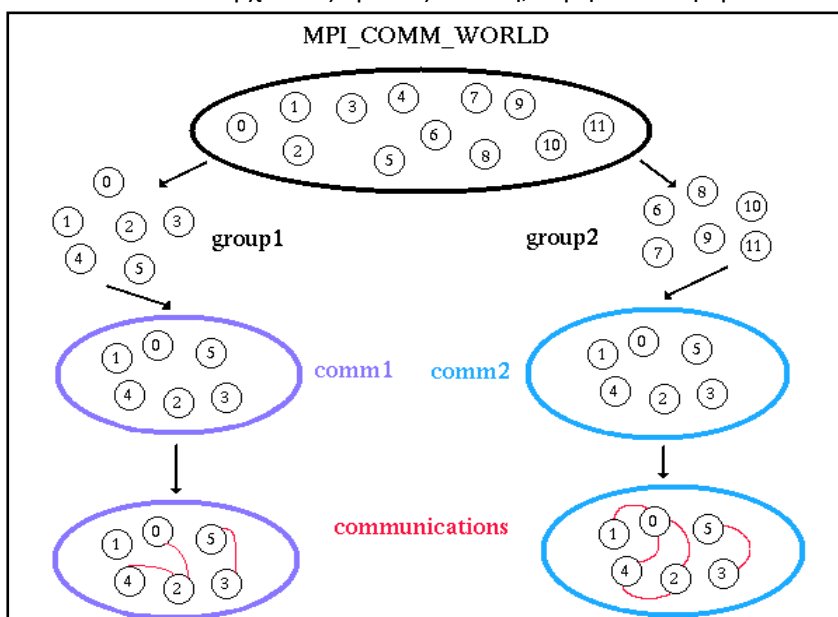 MPI_COMM_WORLD
0 1 2 3 4 5 6 7 8 9 10 11
0 1 2 3 4 5
group1
group2
6 7 8 9 10 11
1 0 5 4 2 3
comm1
comm2
1 0 5 4 2 3
1 0 5 4 2 3
communications
1 0 5 4 2 3